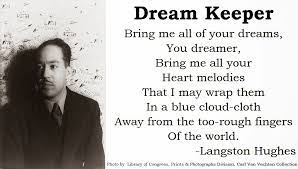 Dream Keeper
Bring me all of your dreams,
You dreamer,
Bring me all your
Heart melodies
That I may wrap them
In a blue cloud-cloth
Away from the too-rough fingers
Of the world.
-Langston Hughes
Photo by Library of Congress, Prints & Photographs Division, Carl Van Vechten Collection